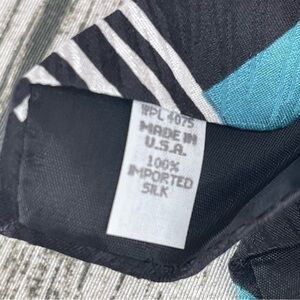 WPL 4075
MADE IN
U.S.A.
100%
IMPORTED
SILK